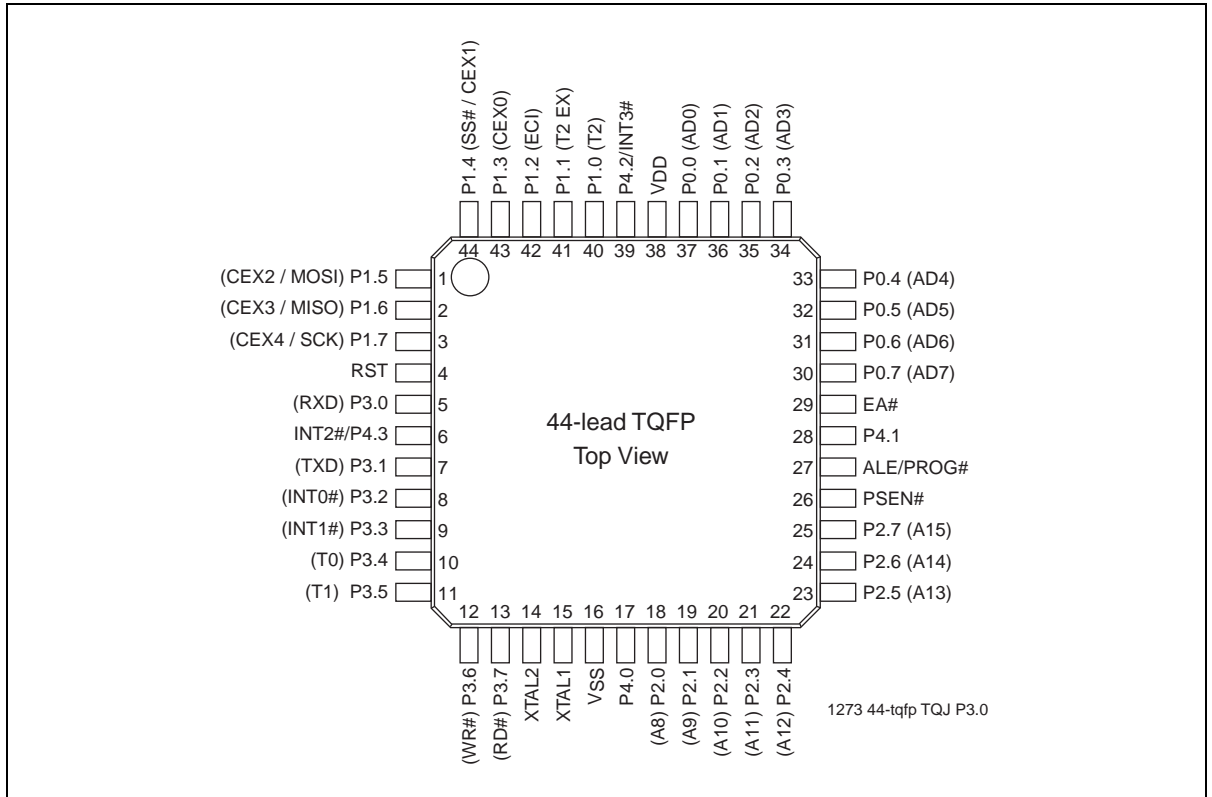 P1.4 (SS# / CEX1)
P1.3 (CEX0)
P1.2 (ECI)
P1.1 (T2 EX)
P1.0 (T2)
P4.2/INT3#
VDD
P0.0 (AD0)
P0.1 (AD1)
P0.2 (AD2)
P0.3 (AD3)
44 43 42 41 40 39 38 37 36 35 34
(CEX2 / MOSI) P1.5 1
(CEX3 / MISO) P1.6 2
(CEX4 / SCK) P1.7 3
RST 4
(RXD) P3.0 5
INT2#/P4.3 6
(TXD) P3.1 7
(INT0#) P3.2 8
(INT1#) P3.3 9
(T0) P3.4 10
(T1) P3.5 11
44-lead TQFP
Top View
33 P0.4 (AD4)
32 P0.5 (AD5)
31 P0.6 (AD6)
30 P0.7 (AD7)
29 EA#
28 P4.1
27 ALE/PROG#
26 PSEN#
25 P2.7 (A15)
24 P2.6 (A14)
23 P2.5 (A13)
12 13 14 15 16 17 18 19 20 21 22
(WR#) P3.6
(RD#) P3.7
XTAL2
XTAL1
VSS
P4.0
(A8) P2.0
(A9) P2.1
(A10) P2.2
(A11) P2.3
(A12) P2.4
1273 44-tqfp TQJ P3.0